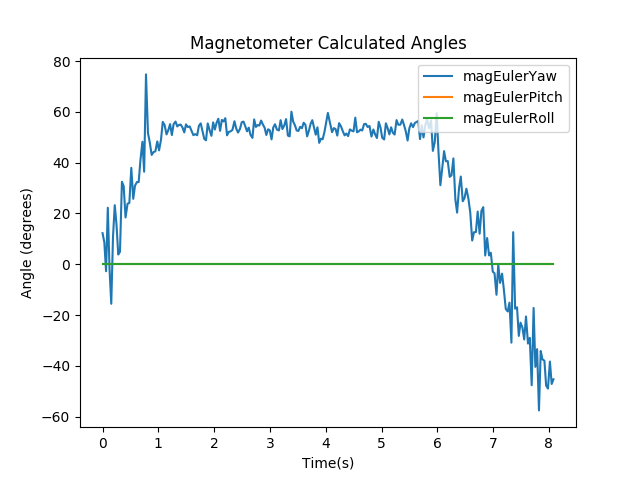 Magnetometer Calculated Angles
magEulerYaw
magEulerPitch
magEulerRoll
Angle (degrees)
80
60
40
20
0
−20
−40
−60
0 1 2 3 4 5 6 7 8
Time(s)